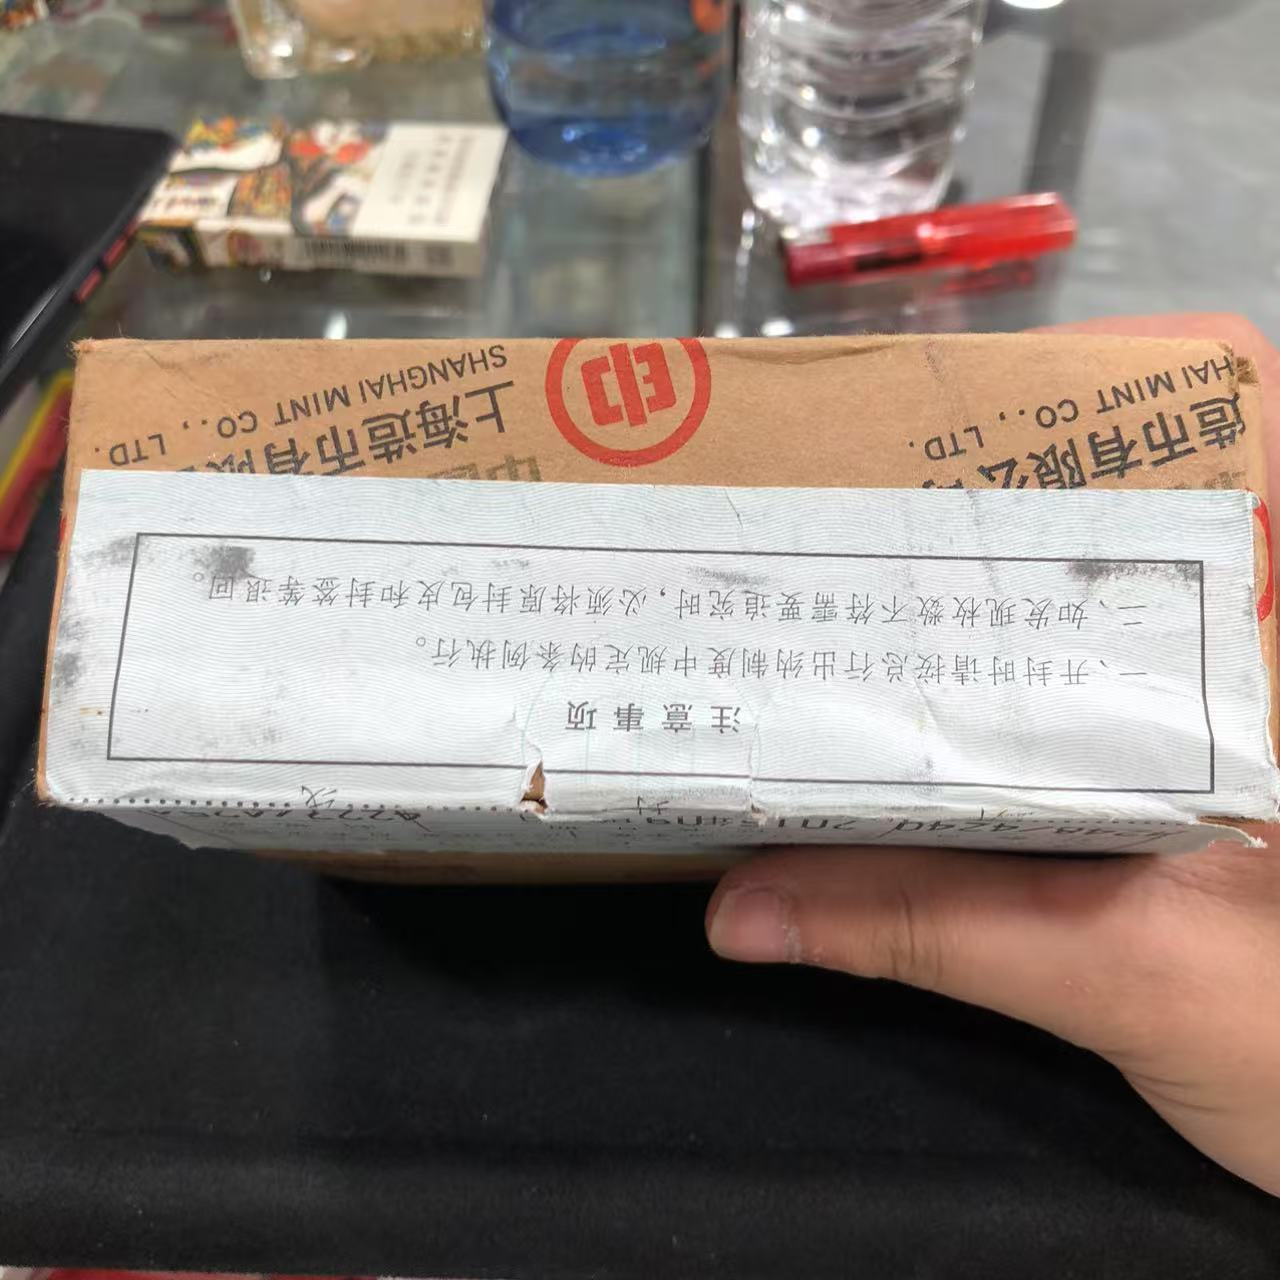 注意事项
一、开封时请按总行出纳制度中规定的条例执行。
二、如发现枚数不符需要追究时，必须将原封包皮和封签等退回。
上海造币有限
SHANGHAI MINT CO., LTD.
造币有限公司
HAI MINT CO., LTD.